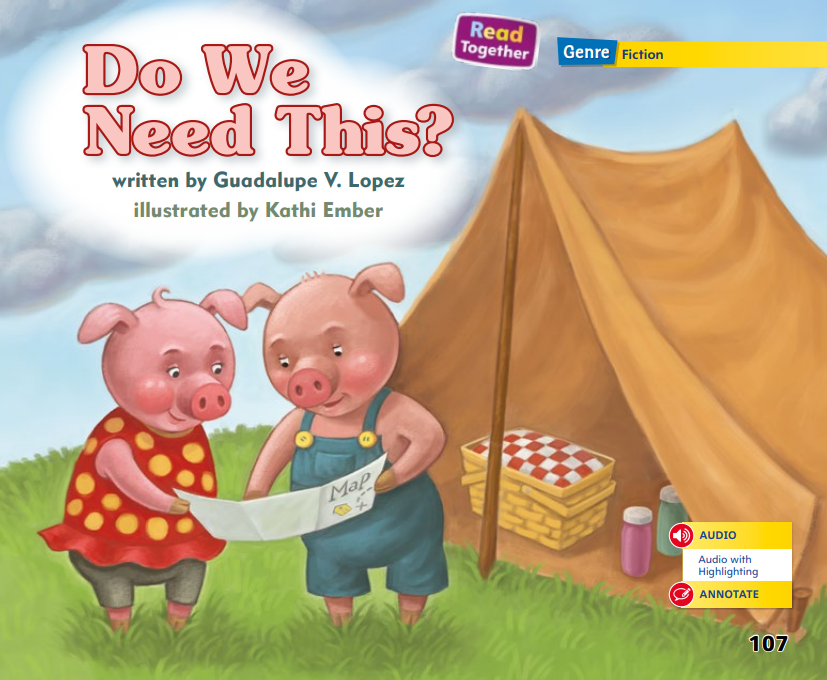 Do We
Need This?
written by Guadalupe V. Lopez
illustrated by Kathi Ember
Read
Together
Genre Fiction
Map
AUDIO
Audio with
Highlighting
ANNOTATE
107